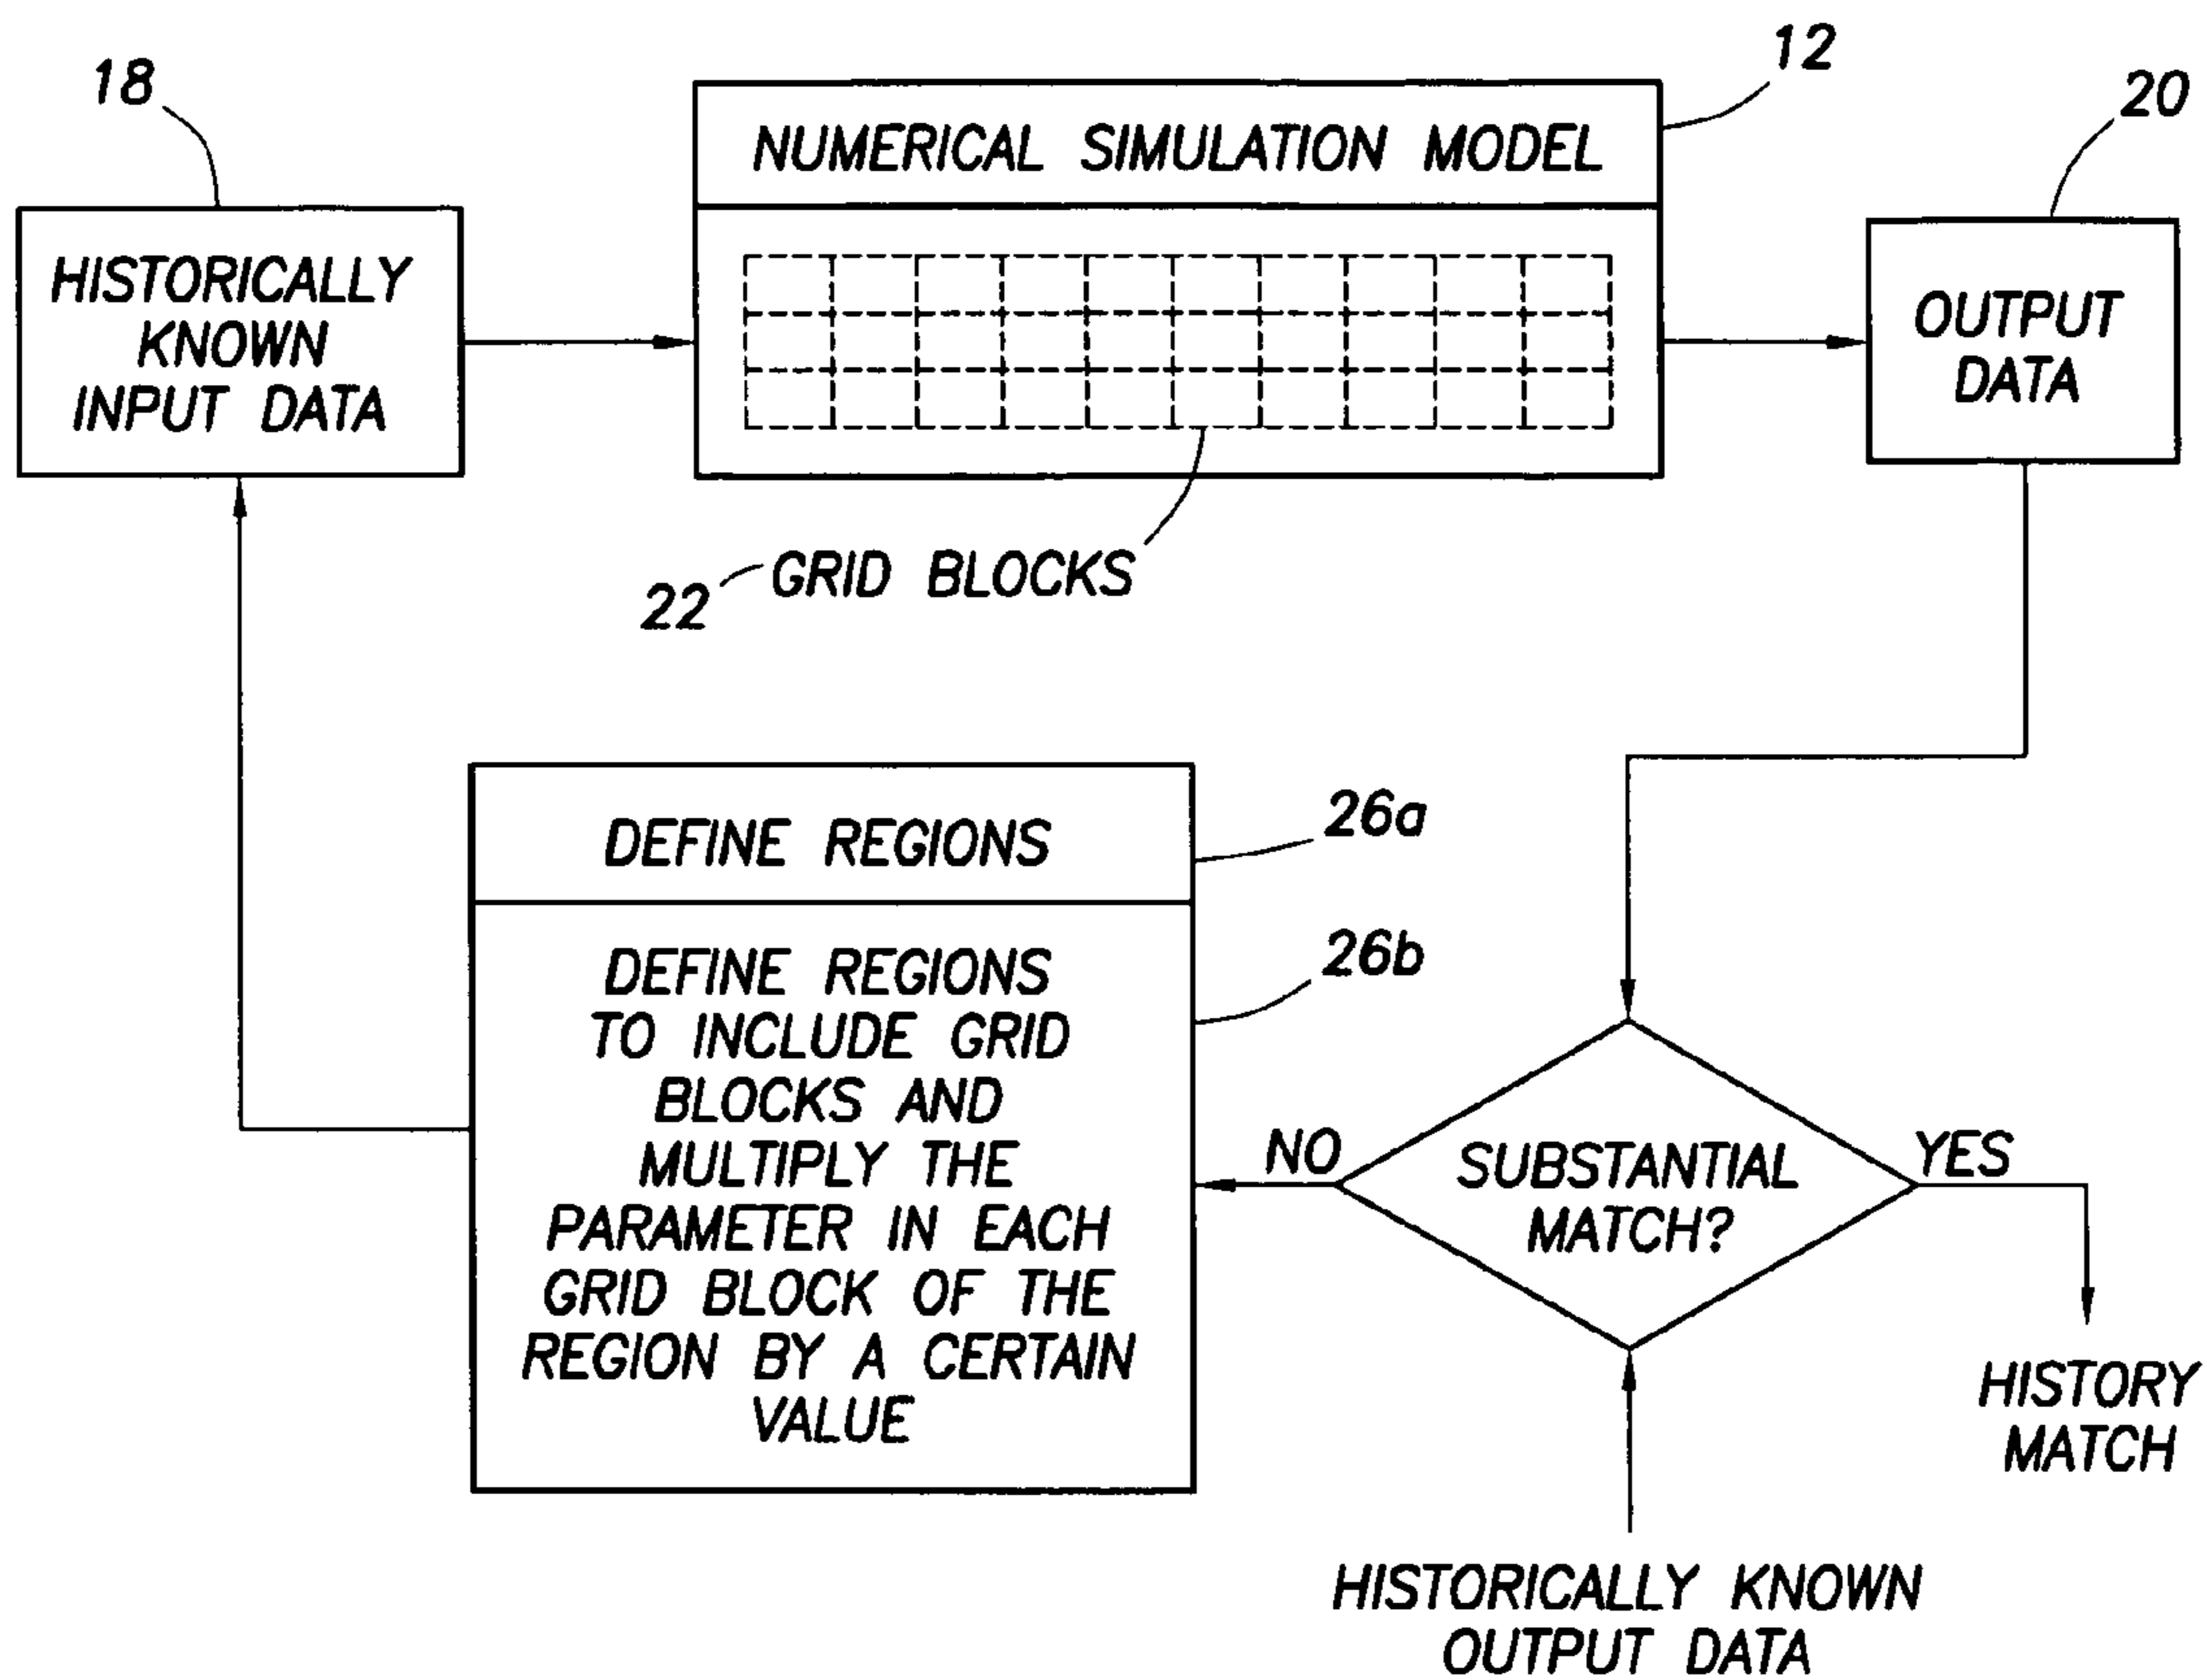 18
12
20
NUMERICAL SIMULATION MODEL
HISTORICALLY
KNOWN
INPUT DATA
OUTPUT
DATA
GRID BLOCKS
22
DEFINE REGIONS
26a
DEFINE REGIONS
TO INCLUDE GRID
BLOCKS AND
MULTIPLY THE
PARAMETER IN EACH
GRID BLOCK OF THE
REGION BY A CERTAIN
VALUE
26b
NO
SUBSTANTIAL
MATCH?
YES
HISTORY
MATCH
HISTORICALLY KNOWN
OUTPUT DATA